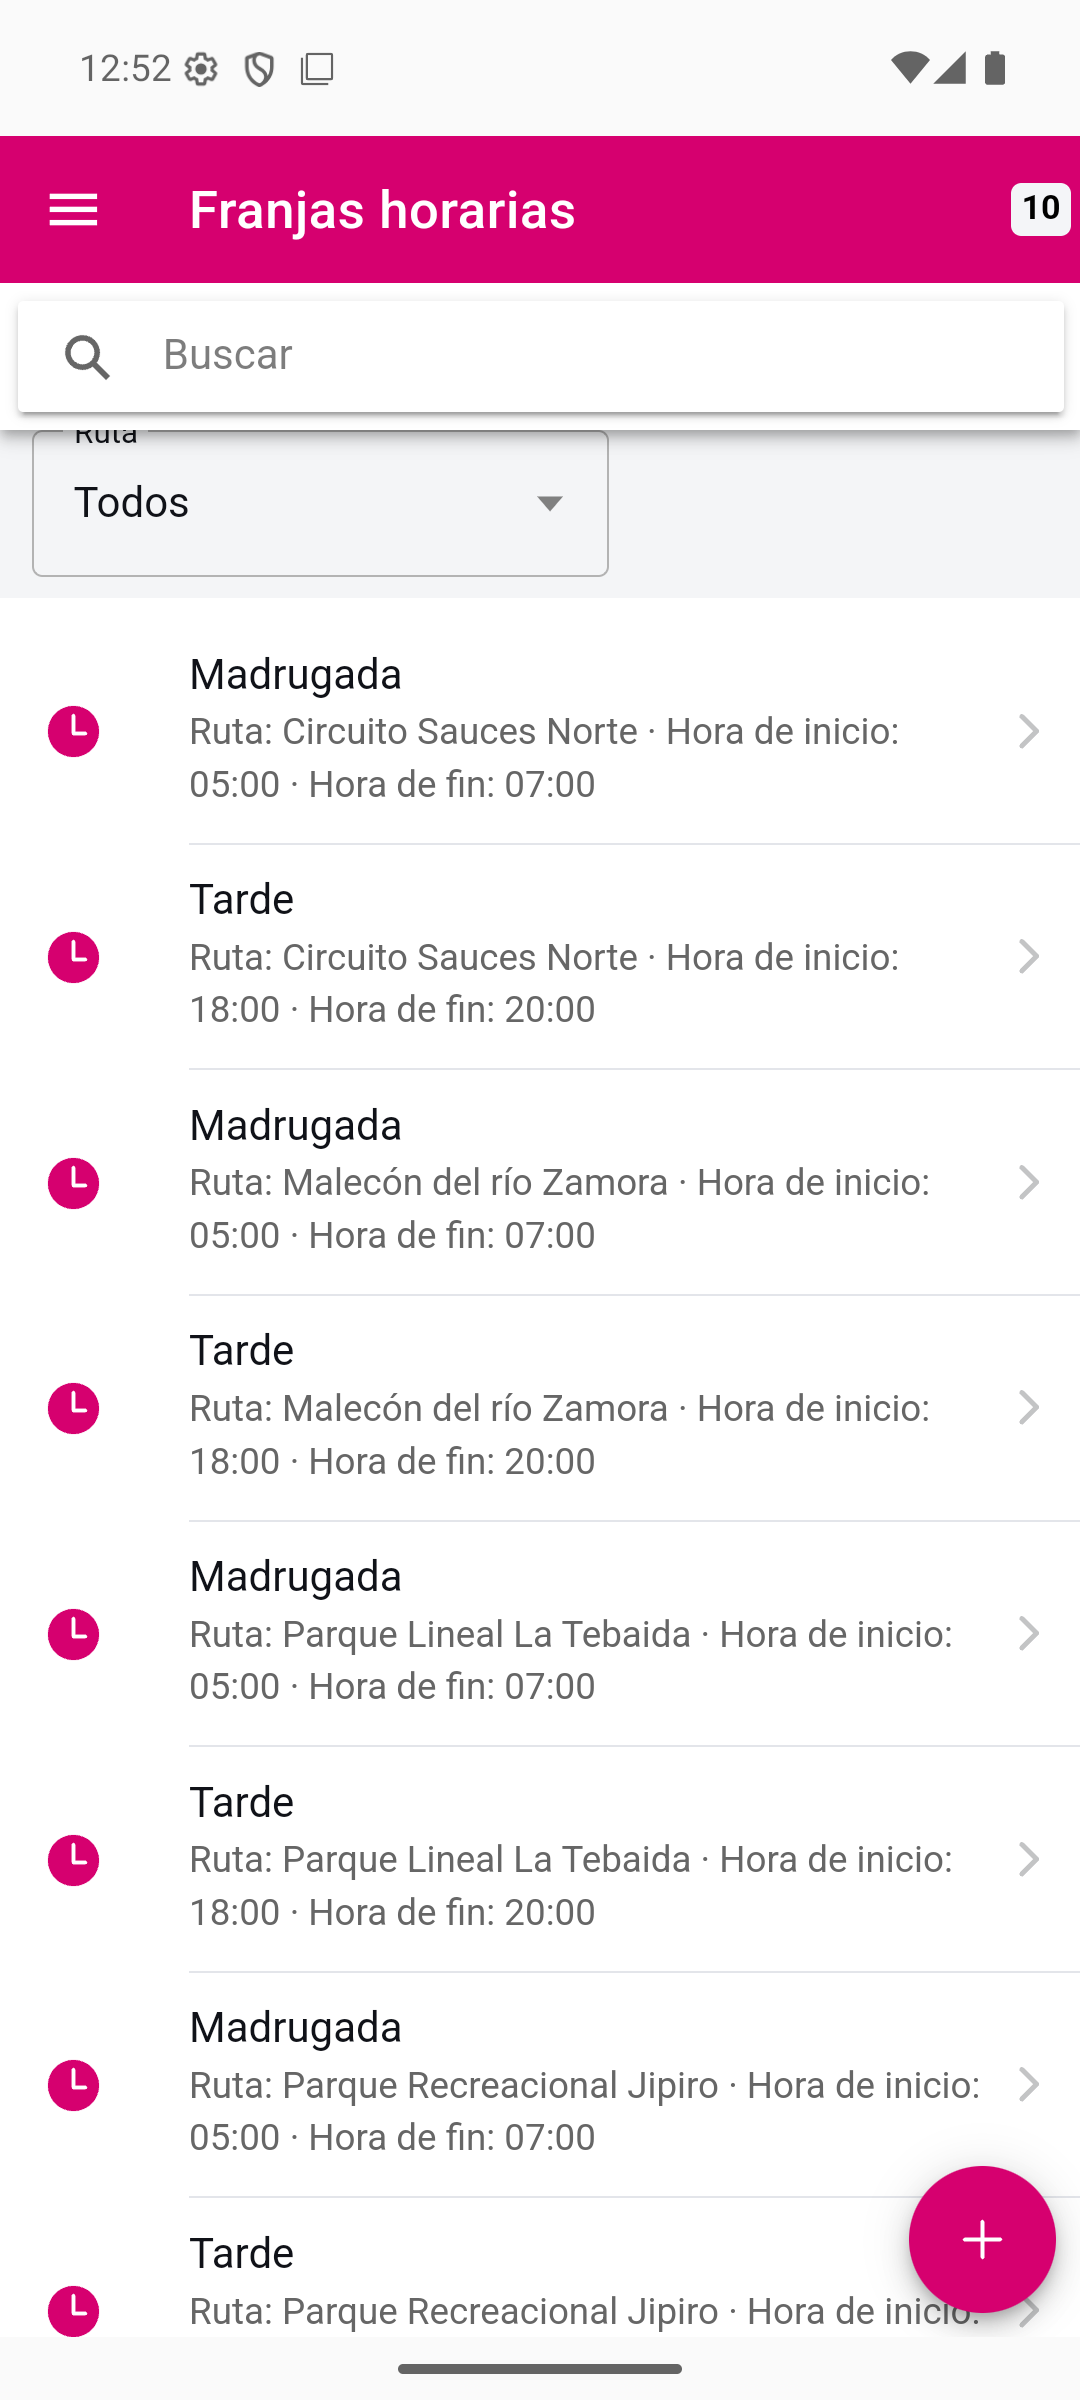 12:52
Franjas horarias
10
Buscar
Ruta
Todos
Madrugada
Ruta: Circuito Sauces Norte · Hora de inicio:
05:00 · Hora de fin: 07:00
Tarde
Ruta: Circuito Sauces Norte · Hora de inicio:
18:00 · Hora de fin: 20:00
Madrugada
Ruta: Malecón del río Zamora · Hora de inicio:
05:00 · Hora de fin: 07:00
Tarde
Ruta: Malecón del río Zamora · Hora de inicio:
18:00 · Hora de fin: 20:00
Madrugada
Ruta: Parque Lineal La Tebaida · Hora de inicio:
05:00 · Hora de fin: 07:00
Tarde
Ruta: Parque Lineal La Tebaida · Hora de inicio:
18:00 · Hora de fin: 20:00
Madrugada
Ruta: Parque Recreacional Jipiro · Hora de inicio:
05:00 · Hora de fin: 07:00
Tarde
Ruta: Parque Recreacional Jipiro · Hora de inicio: